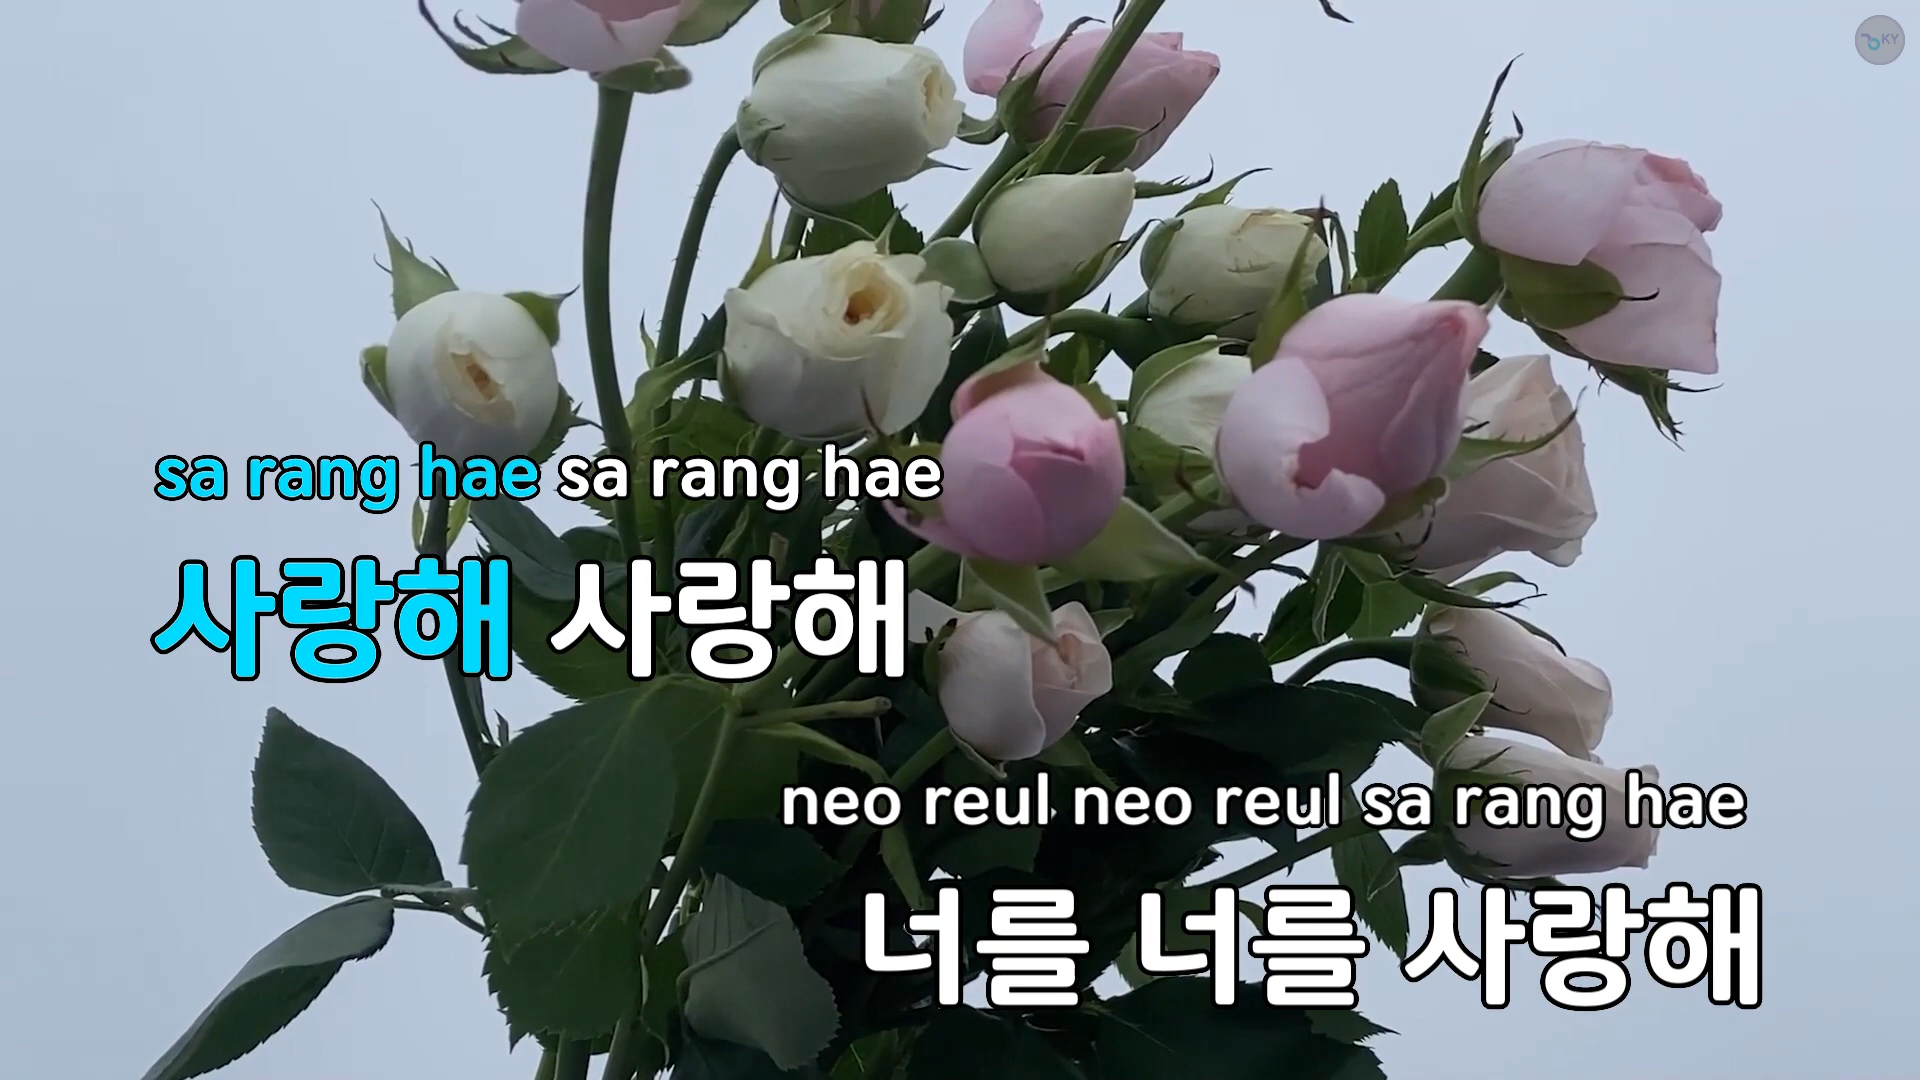 KY
sa rang hae sa rang hae
사랑해 사랑해
neo reul neo reul sa rang hae
너를 너를 사랑해